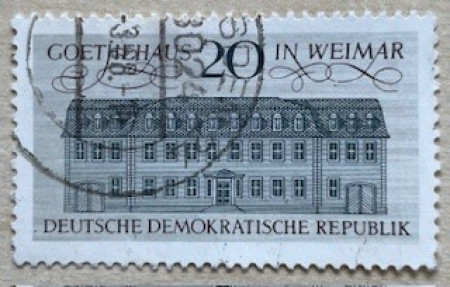 GOETHEHAUS 20 IN WEIMAR
DEUTSCHE DEMOKRATISCHE REPUBLIK